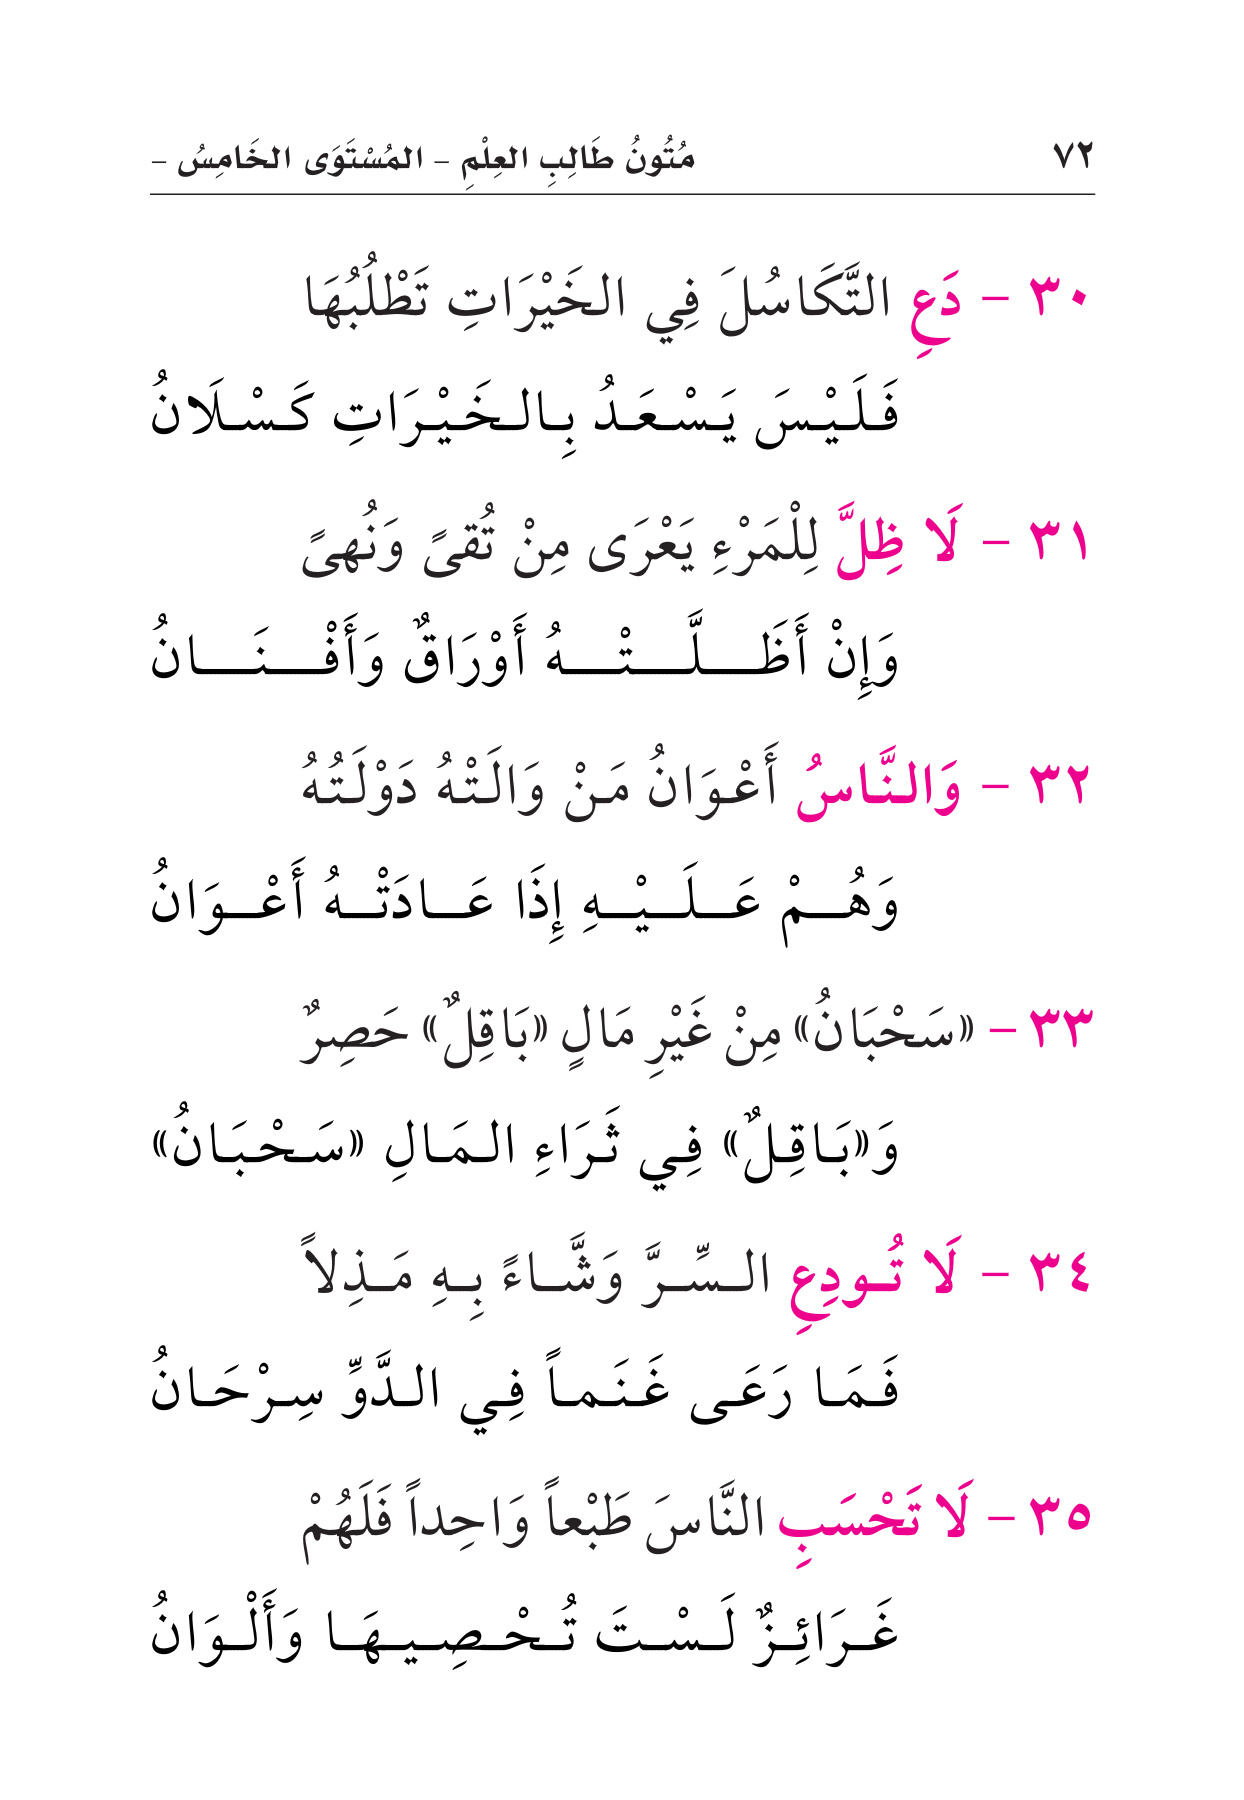 ٧٢ مُتُونُ طَالِبِ العِلْمِ - المُسْتَوَى الخَامِسُ -
٣٠ - دَعِ التَّكَاسُلَ فِي الخَيْرَاتِ تَطْلُبُهَا
فَلَيْسَ يَسْعَدُ بِالخَيْرَاتِ كَسْلَانُ
٣١ - لَا ظِلَّ لِلْمَرْءِ يَعْرَى مِنْ تُقىً وَنُهىً
وَإِنْ أَظَلَّتْهُ أَوْرَاقٌ وَأَفْنَانُ
٣٢ - وَالنَّاسُ أَعْوَانُ مَنْ وَالَتْهُ دَوْلَتُهُ
وَهُمْ عَلَيْهِ إِذَا عَادَتْهُ أَعْوَانُ
٣٣ - «سَحْبَانُ» مِنْ غَيْرِ مَالٍ «بَاقِلٌ» حَصِرٌ
وَ«بَاقِلٌ» فِي ثَرَاءِ المَالِ «سَحْبَانُ»
٣٤ - لَا تُودِعِ السِّرَّ وَشَّاءً بِهِ مَذِلاً
فَمَا رَعَى غَنَماً فِي الدَّوِّ سِرْحَانُ
٣٥ - لَا تَحْسَبِ النَّاسَ طَبْعاً وَاحِداً فَلَهُمْ
غَرَائِزٌ لَسْتَ تُحْصِيهَا وَأَلْوَانُ